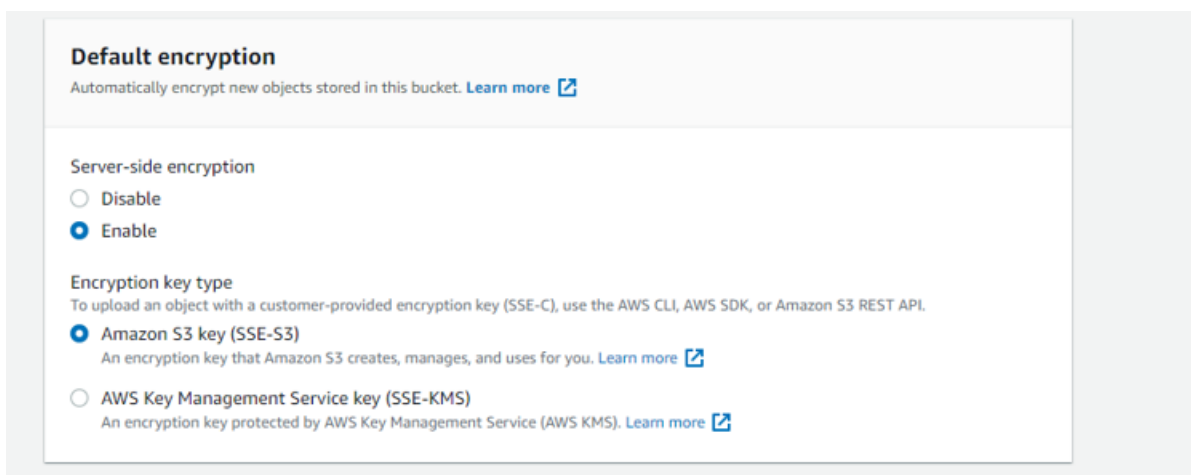 Default encryption
Automatically encrypt new objects stored in this bucket. Learn more
Server-side encryption
Disable
Enable
Encryption key type
To upload an object with a customer-provided encryption key (SSE-C), use the AWS CLI, AWS SDK, or Amazon S3 REST API.
Amazon S3 key (SSE-S3)
An encryption key that Amazon S3 creates, manages, and uses for you. Learn more
AWS Key Management Service key (SSE-KMS)
An encryption key protected by AWS Key Management Service (AWS KMS). Learn more